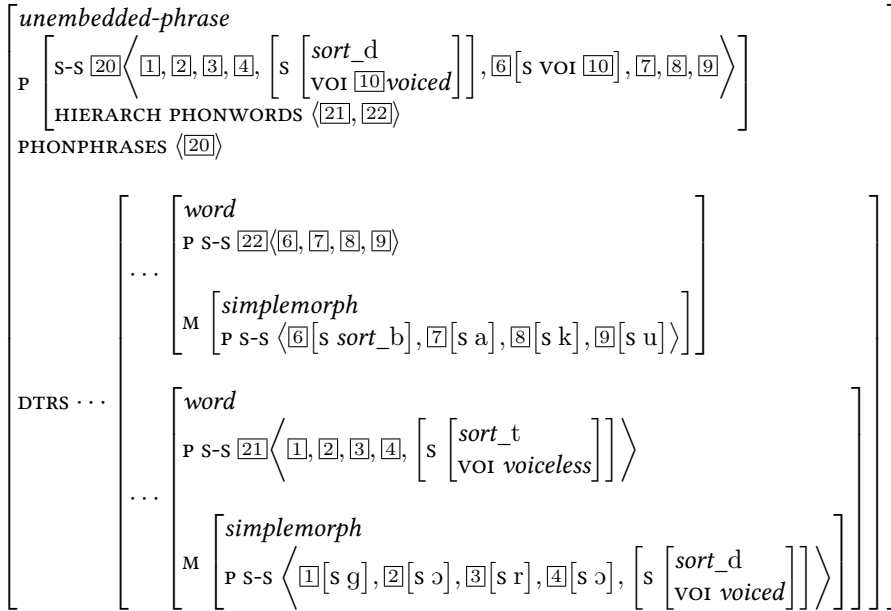 unembedded-phrase
P S-S 20⟨1, 2, 3, 4, [S [sort_d
VOI 10 voiced]], 6[S VOI 10], 7, 8, 9⟩
HIERARCH PHONWORDS ⟨21, 22⟩
PHONPHRASES ⟨20⟩
word
P S-S 22⟨6, 7, 8, 9⟩
…
simplemorph
M P S-S ⟨6[S sort_b], 7[S a], 8[S k], 9[S u]⟩
DTRS ⋯
word
P S-S 21⟨1, 2, 3, 4, [S [sort_t
VOI voiceless]]⟩
…
simplemorph
M P S-S ⟨1[S ɡ], 2[S ɔ], 3[S r], 4[S ɔ], [S [sort_d
VOI voiced]]⟩